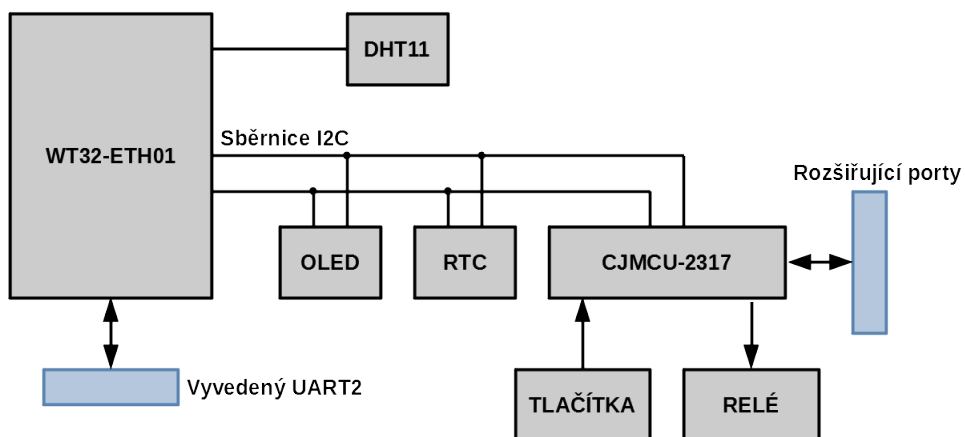 DHT11
WT32-ETH01
Sběrnice I2C
Rozšiřující porty
OLED
RTC
CJMCU-2317
Vyvedený UART2
TLAČÍTKA
RELÉ